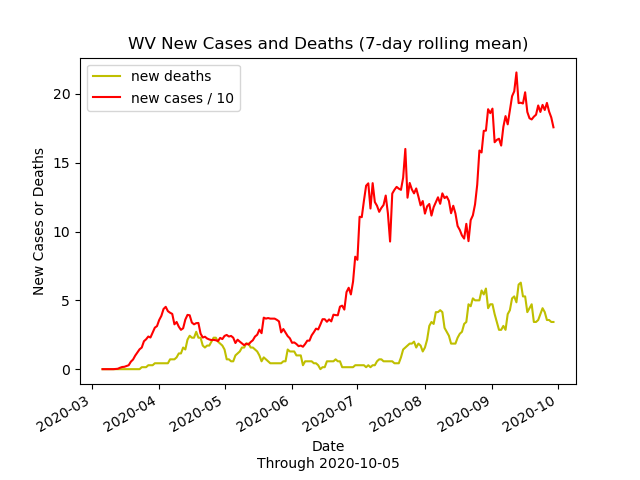 WV New Cases and Deaths (7-day rolling mean)
new deaths
new cases / 10
New Cases or Deaths
20
15
10
5
0
2020-03
2020-04
2020-05
2020-06
2020-07
2020-08
2020-09
2020-10
Date
Through 2020-10-05